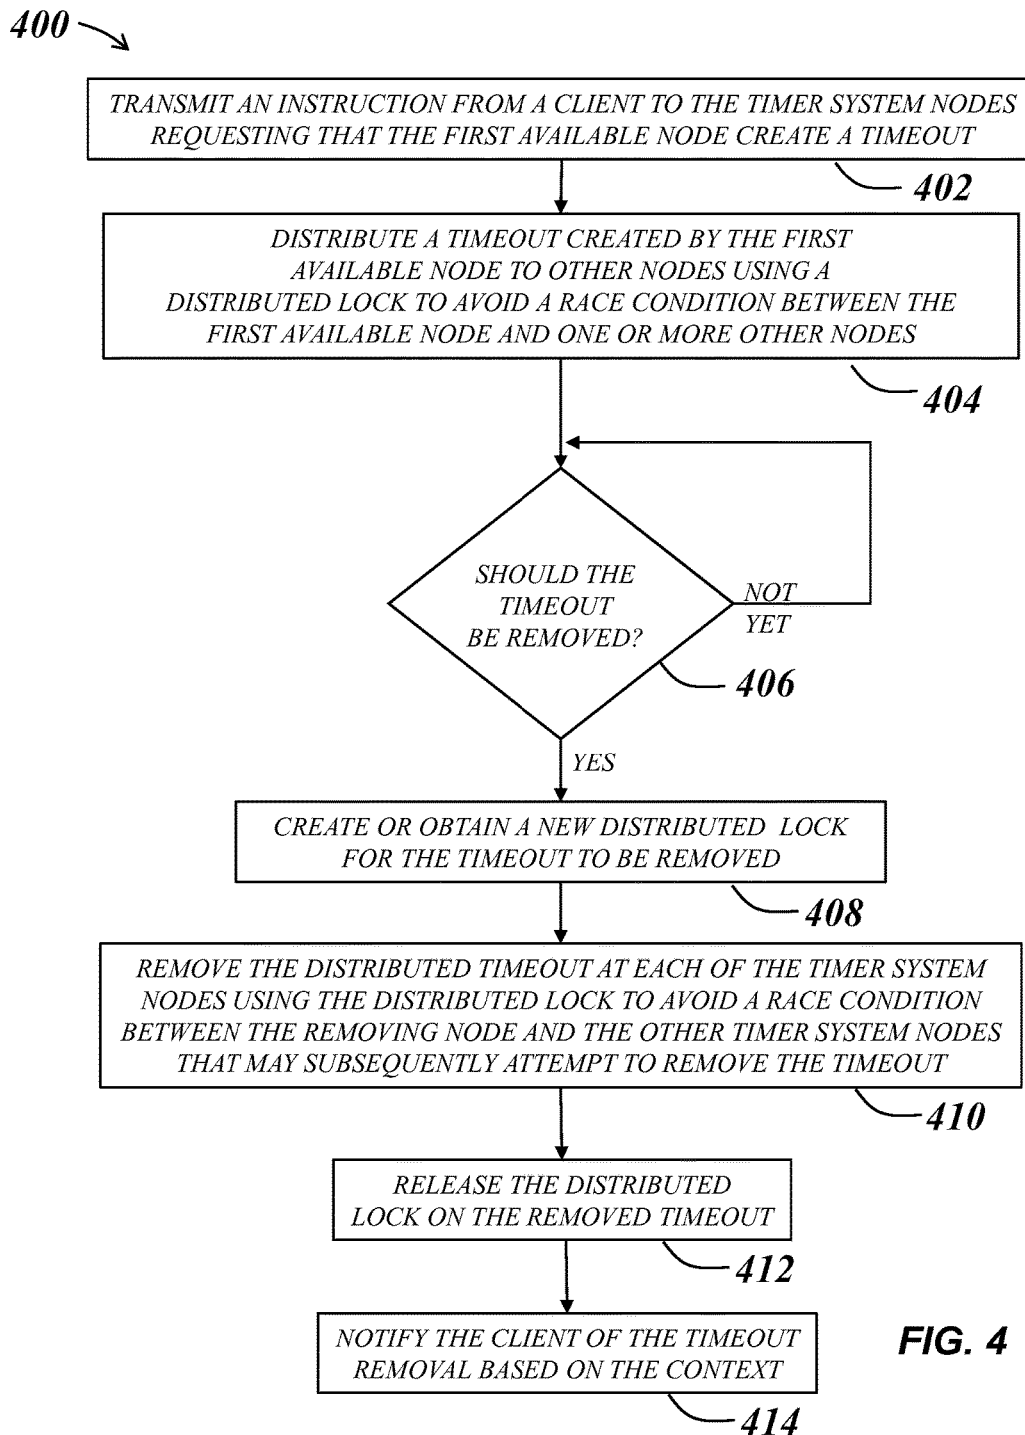 400
TRANSMIT AN INSTRUCTION FROM A CLIENT TO THE TIMER SYSTEM NODES
REQUESTING THAT THE FIRST AVAILABLE NODE CREATE A TIMEOUT
402
DISTRIBUTE A TIMEOUT CREATED BY THE FIRST
AVAILABLE NODE TO OTHER NODES USING A
DISTRIBUTED LOCK TO AVOID A RACE CONDITION BETWEEN THE
FIRST AVAILABLE NODE AND ONE OR MORE OTHER NODES
404
SHOULD THE
TIMEOUT
BE REMOVED?
NOT
YET
406
YES
CREATE OR OBTAIN A NEW DISTRIBUTED LOCK
FOR THE TIMEOUT TO BE REMOVED
408
REMOVE THE DISTRIBUTED TIMEOUT AT EACH OF THE TIMER SYSTEM
NODES USING THE DISTRIBUTED LOCK TO AVOID A RACE CONDITION
BETWEEN THE REMOVING NODE AND THE OTHER TIMER SYSTEM NODES
THAT MAY SUBSEQUENTLY ATTEMPT TO REMOVE THE TIMEOUT
410
RELEASE THE DISTRIBUTED
LOCK ON THE REMOVED TIMEOUT
412
NOTIFY THE CLIENT OF THE TIMEOUT
REMOVAL BASED ON THE CONTEXT
414
FIG. 4